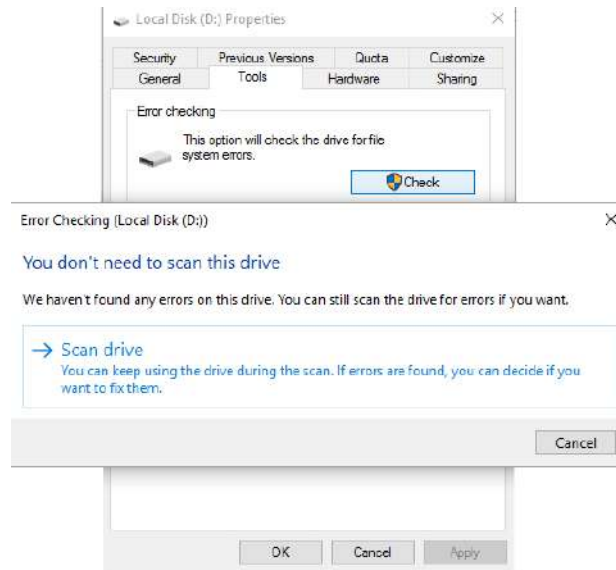 Local Disk (D:) Properties
Security Previous Versions Quota Customize
General Tools Hardware Sharing
Error checking
This option will check the drive for file
system errors.
Check
Error Checking (Local Disk (D:))
You don't need to scan this drive
We haven't found any errors on this drive. You can still scan the drive for errors if you want.
Scan drive
You can keep using the drive during the scan. If errors are found, you can decide if you
want to fix them.
Cancel
OK Cancel Apply